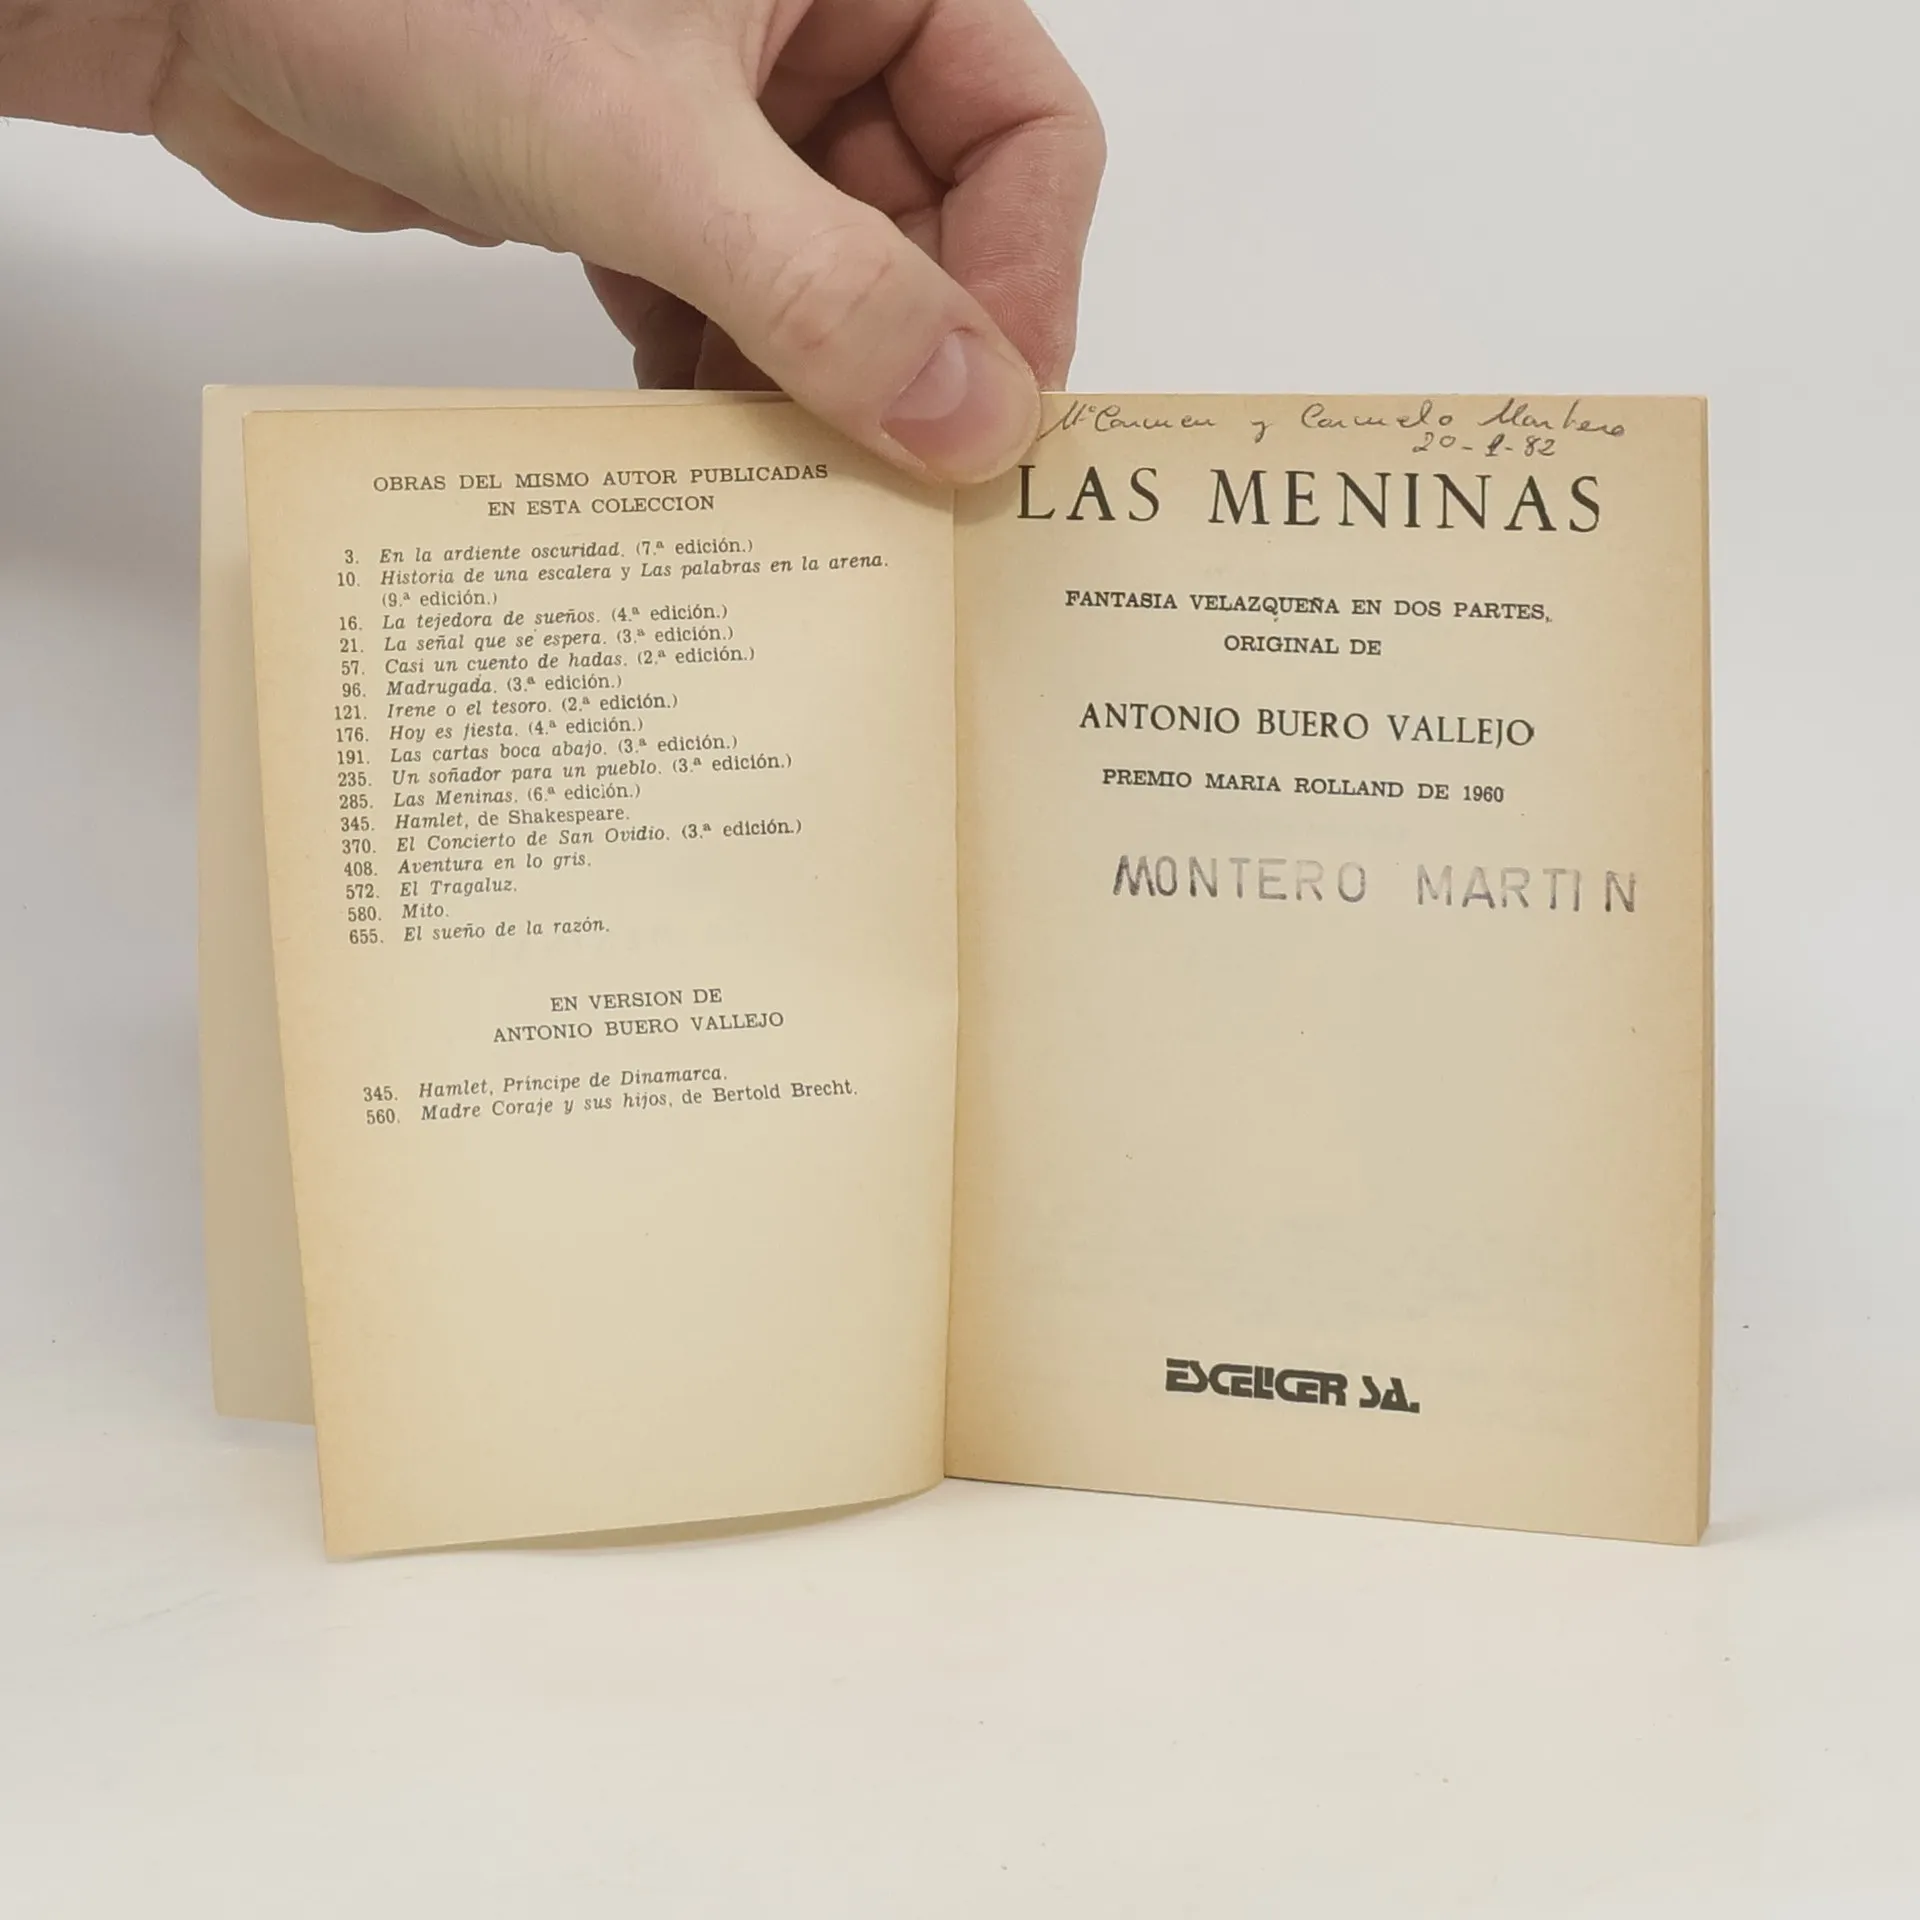 OBRAS DEL MISMO AUTOR PUBLICADAS
EN ESTA COLECCION
3. En la ardiente oscuridad. (7.ª edición.)
10. Historia de una escalera y Las palabras en la arena.
(9.ª edición.)
16. La tejedora de sueños. (4.ª edición.)
21. La señal que se espera. (3.ª edición.)
57. Casi un cuento de hadas. (2.ª edición.)
96. Madrugada. (3.ª edición.)
121. Irene o el tesoro. (2.ª edición.)
176. Hoy es fiesta. (4.ª edición.)
191. Las cartas boca abajo. (3.ª edición.)
235. Un soñador para un pueblo. (3.ª edición.)
285. Las Meninas. (6.ª edición.)
345. Hamlet, de Shakespeare.
370. El Concierto de San Ovidio. (3.ª edición.)
408. Aventura en lo gris.
572. El Tragaluz.
580. Mito.
655. El sueño de la razón.
EN VERSION DE
ANTONIO BUERO VALLEJO
345. Hamlet, Príncipe de Dinamarca.
560. Madre Coraje y sus hijos, de Bertold Brecht.
Mª Carmen y Carmelo
20-1-82
LAS MENINAS
FANTASIA VELAZQUEÑA EN DOS PARTES,
ORIGINAL DE
ANTONIO BUERO VALLEJO
PREMIO MARIA ROLLAND DE 1960
MONTERO MARTIN
ESCELICER SA.